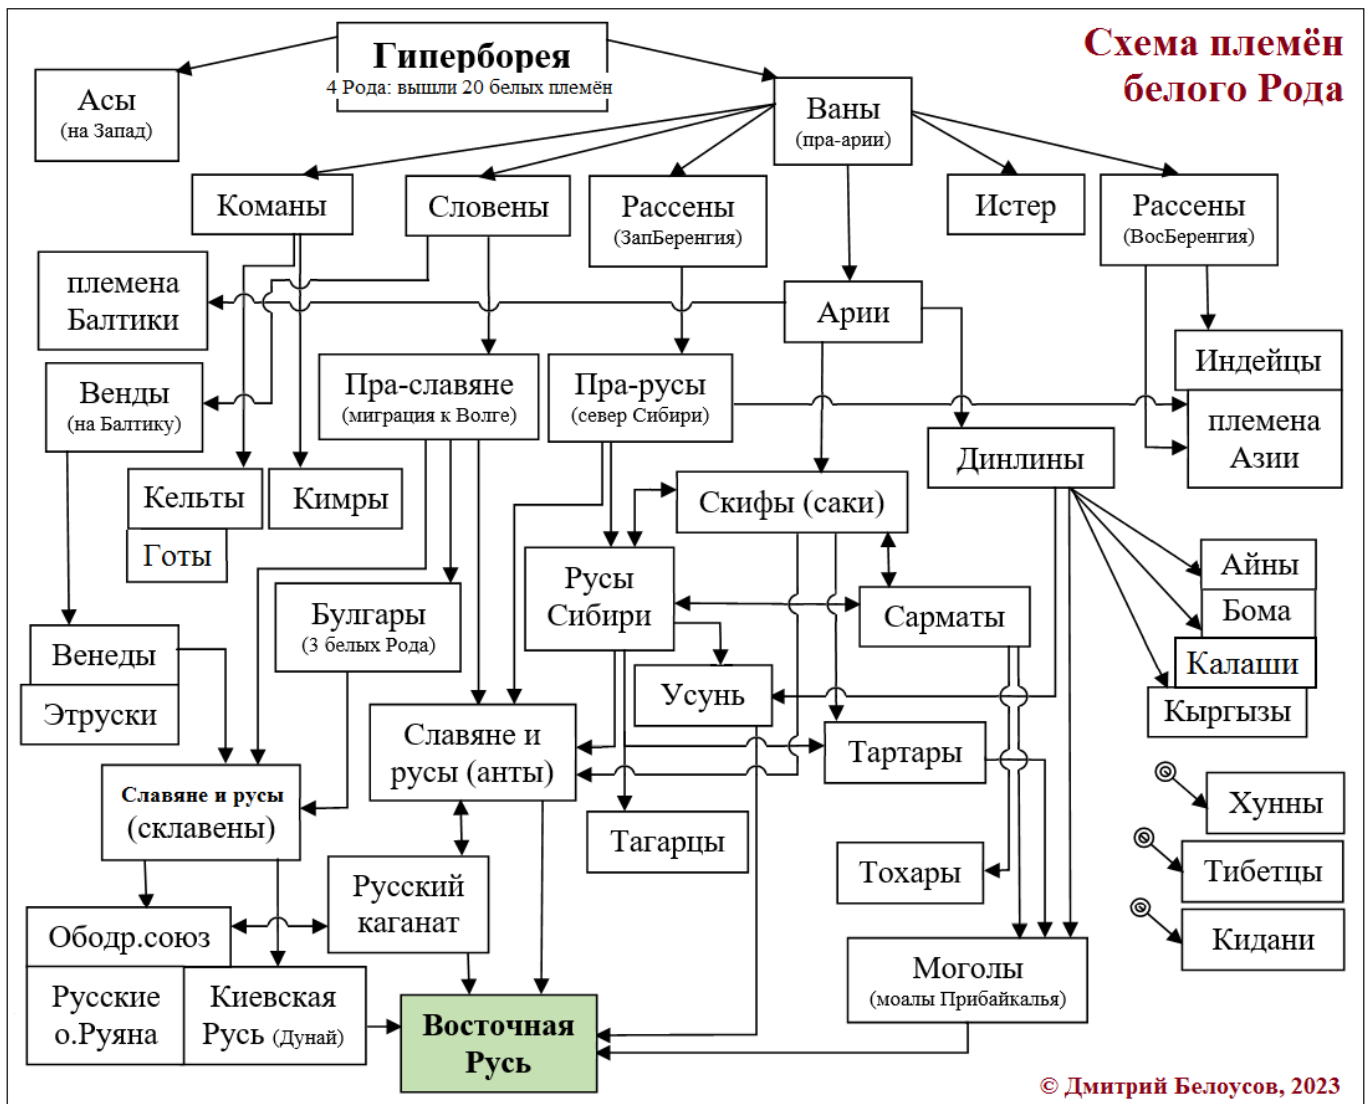 Схема племён
белого Рода
Гиперборея
4 Рода: вышли 20 белых племён
Асы
(на Запад)
Ваны
(пра-арии)
Команы
Словены
Рассены
(ЗапБеренгия)
Истер
Рассены
(ВосБеренгия)
племена
Балтики
Арии
Индейцы
племена
Азии
Венды
(на Балтику)
Пра-славяне
(миграция к Волге)
Пра-русы
(север Сибири)
Динлины
Кельты
Готы
Кимры
Скифы (саки)
Русы
Сибири
Сарматы
Айны
Бома
Калаши
Кыргызы
Булгары
(3 белых Рода)
Венеды
Этруски
Усунь
Славяне и
русы (анты)
Тартары
Славяне и русы
(склавены)
Тагарцы
Хунны
Тибетцы
Кидани
Тохары
Русский
каганат
Ободр.союз
Русские
о.Руяна
Киевская
Русь (Дунай)
Моголы
(моалы Прибайкалья)
Восточная
Русь
© Дмитрий Белоусов, 2023